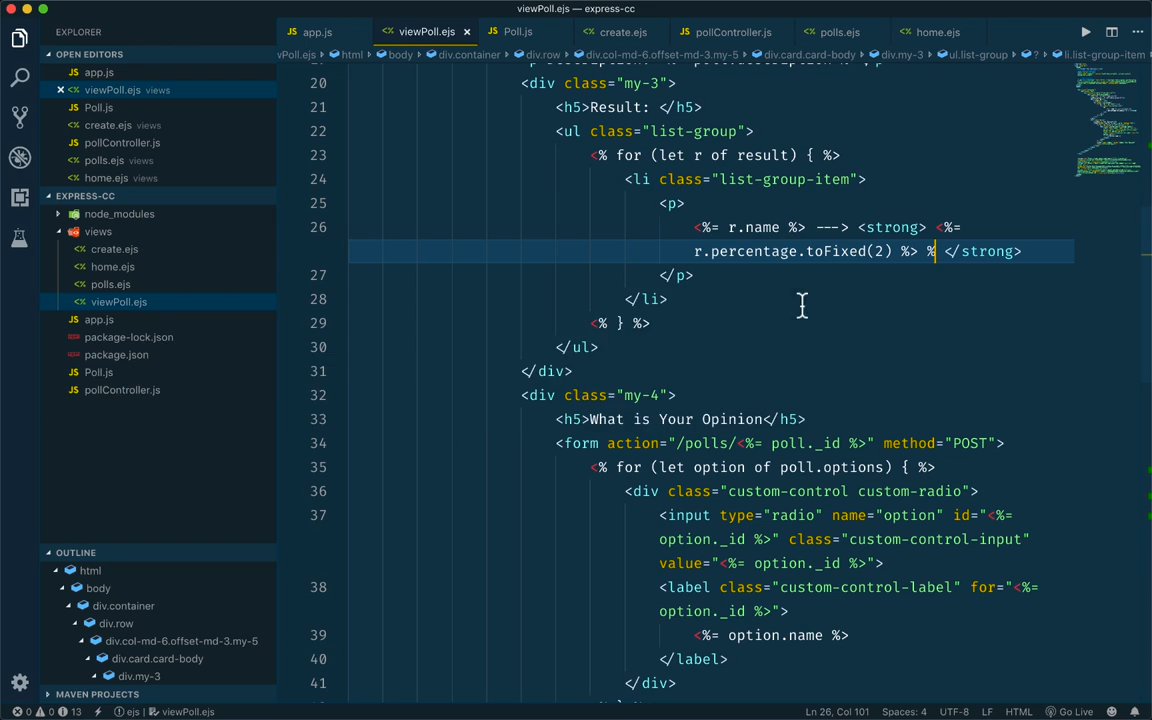 viewPoll.ejs — express-cc
EXPLORER
OPEN EDITORS
app.js
viewPoll.ejs views
Poll.js
create.ejs views
pollController.js
polls.ejs views
home.ejs views
EXPRESS-CC
node_modules
views
create.ejs
home.ejs
polls.ejs
viewPoll.ejs
app.js
package-lock.json
package.json
Poll.js
pollController.js
OUTLINE
html
body
div.container
div.row
div.col-md-6.offset-md-3.my-5
div.card.card-body
div.my-3
MAVEN PROJECTS
app.js viewPoll.ejs Poll.js create.ejs pollController.js polls.ejs home.ejs
wPoll.ejs html body div.container div.row div.col-md-6.offset-md-3.my-5 div.card.card-body div.my-3 ul.list-group ? li.list-group-item
20 <div class="my-3">
21 <h5>Result: </h5>
22 <ul class="list-group">
23 <% for (let r of result) { %>
24 <li class="list-group-item">
25 <p>
26 <%= r.name %> ---> <strong> <%=
r.percentage.toFixed(2) %> % </strong>
27 </p>
28 </li>
29 <% } %>
30 </ul>
31 </div>
32 <div class="my-4">
33 <h5>What is Your Opinion</h5>
34 <form action="/polls/<%= poll._id %>" method="POST">
35 <% for (let option of poll.options) { %>
36 <div class="custom-control custom-radio">
37 <input type="radio" name="option" id="<%=
option._id %>" class="custom-control-input"
value="<%= option._id %>">
38 <label class="custom-control-label" for="<%=
option._id %>">
39 <%= option.name %>
40 </label>
41 </div>
0 0 13 ejs viewPoll.ejs Ln 26, Col 101 Spaces: 4 UTF-8 LF HTML Go Live